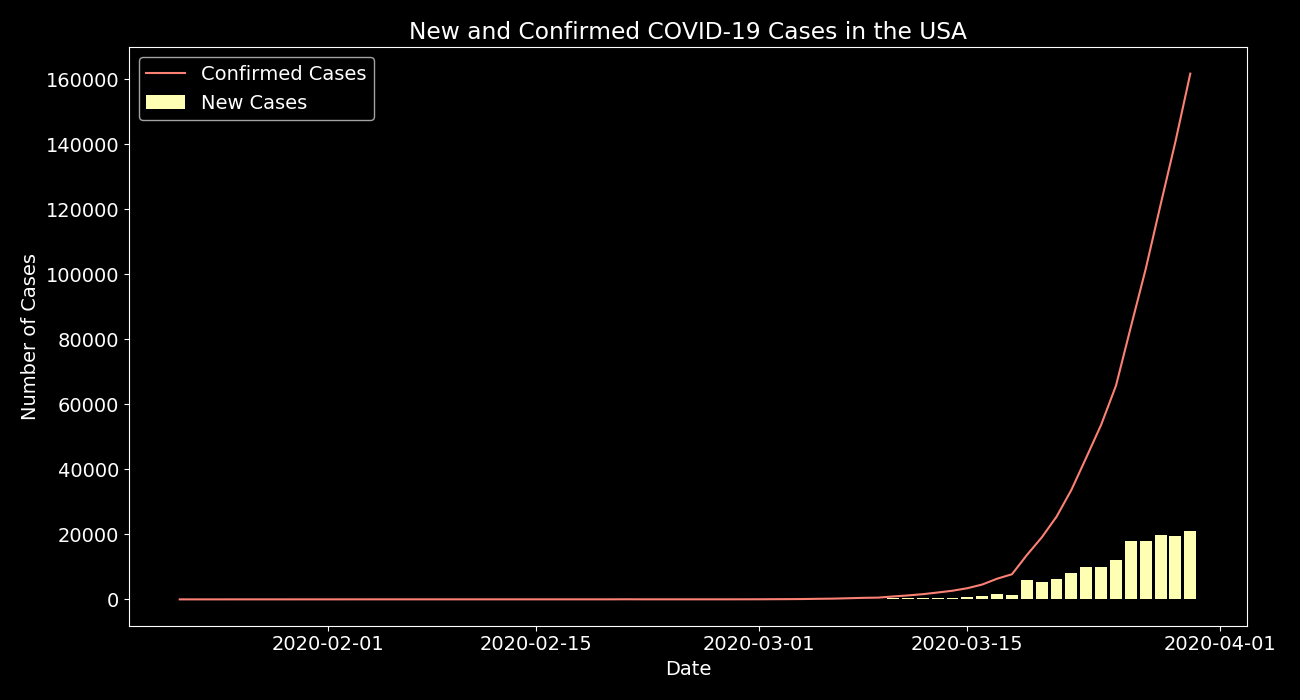 New and Confirmed COVID-19 Cases in the USA
Confirmed Cases
New Cases
160000
140000
120000
100000
80000
60000
40000
20000
0
Number of Cases
2020-02-01 2020-02-15 2020-03-01 2020-03-15 2020-04-01
Date